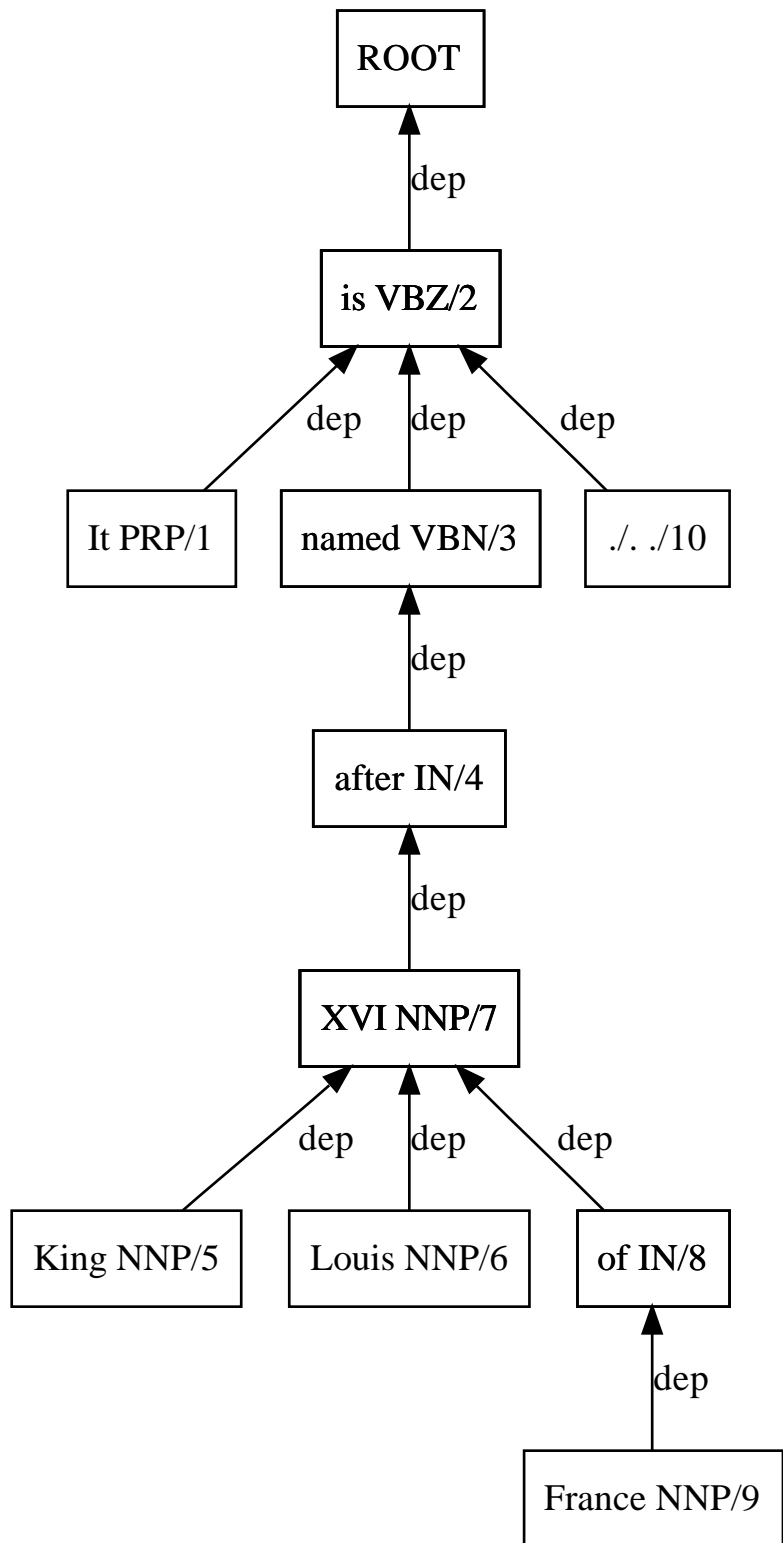 ROOT
dep
is VBZ/2
dep dep dep
It PRP/1 named VBN/3 ./. ./10
dep
after IN/4
dep
XVI NNP/7
dep dep dep
King NNP/5 Louis NNP/6 of IN/8
dep
France NNP/9